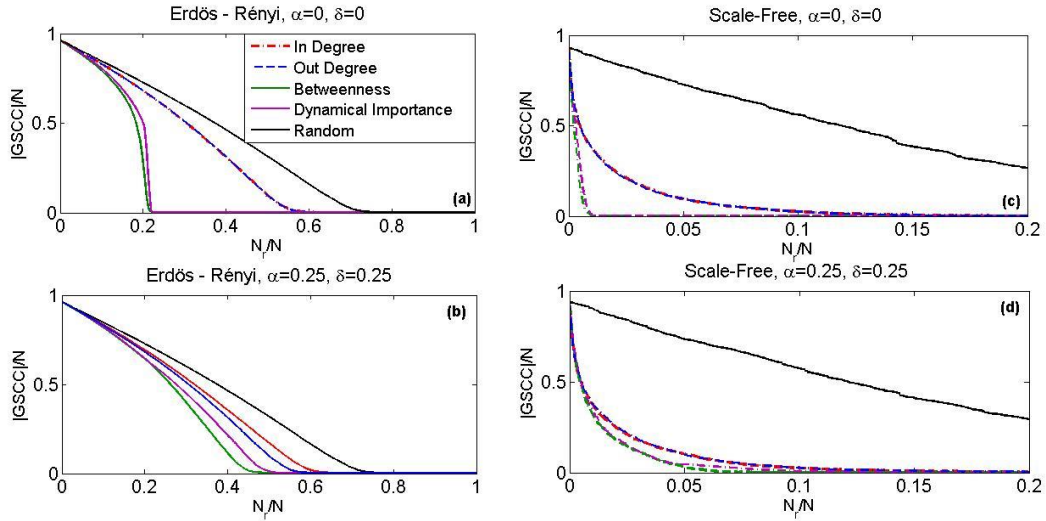 Erdös - Rényi, α=0, δ=0
|GSCC|/N
1
0.5
0
In Degree
Out Degree
Betweenness
Dynamical Importance
Random
(a)
0 0.2 0.4 0.6 0.8 1
N_r/N
Scale-Free, α=0, δ=0
|GSCC|/N
1
0.5
0
(c)
0 0.05 0.1 0.15 0.2
N_r/N
Erdös - Rényi, α=0.25, δ=0.25
|GSCC|/N
1
0.5
0
(b)
0 0.2 0.4 0.6 0.8 1
N_r/N
Scale-Free, α=0.25, δ=0.25
|GSCC|/N
1
0.5
0
(d)
0 0.05 0.1 0.15 0.2
N_r/N